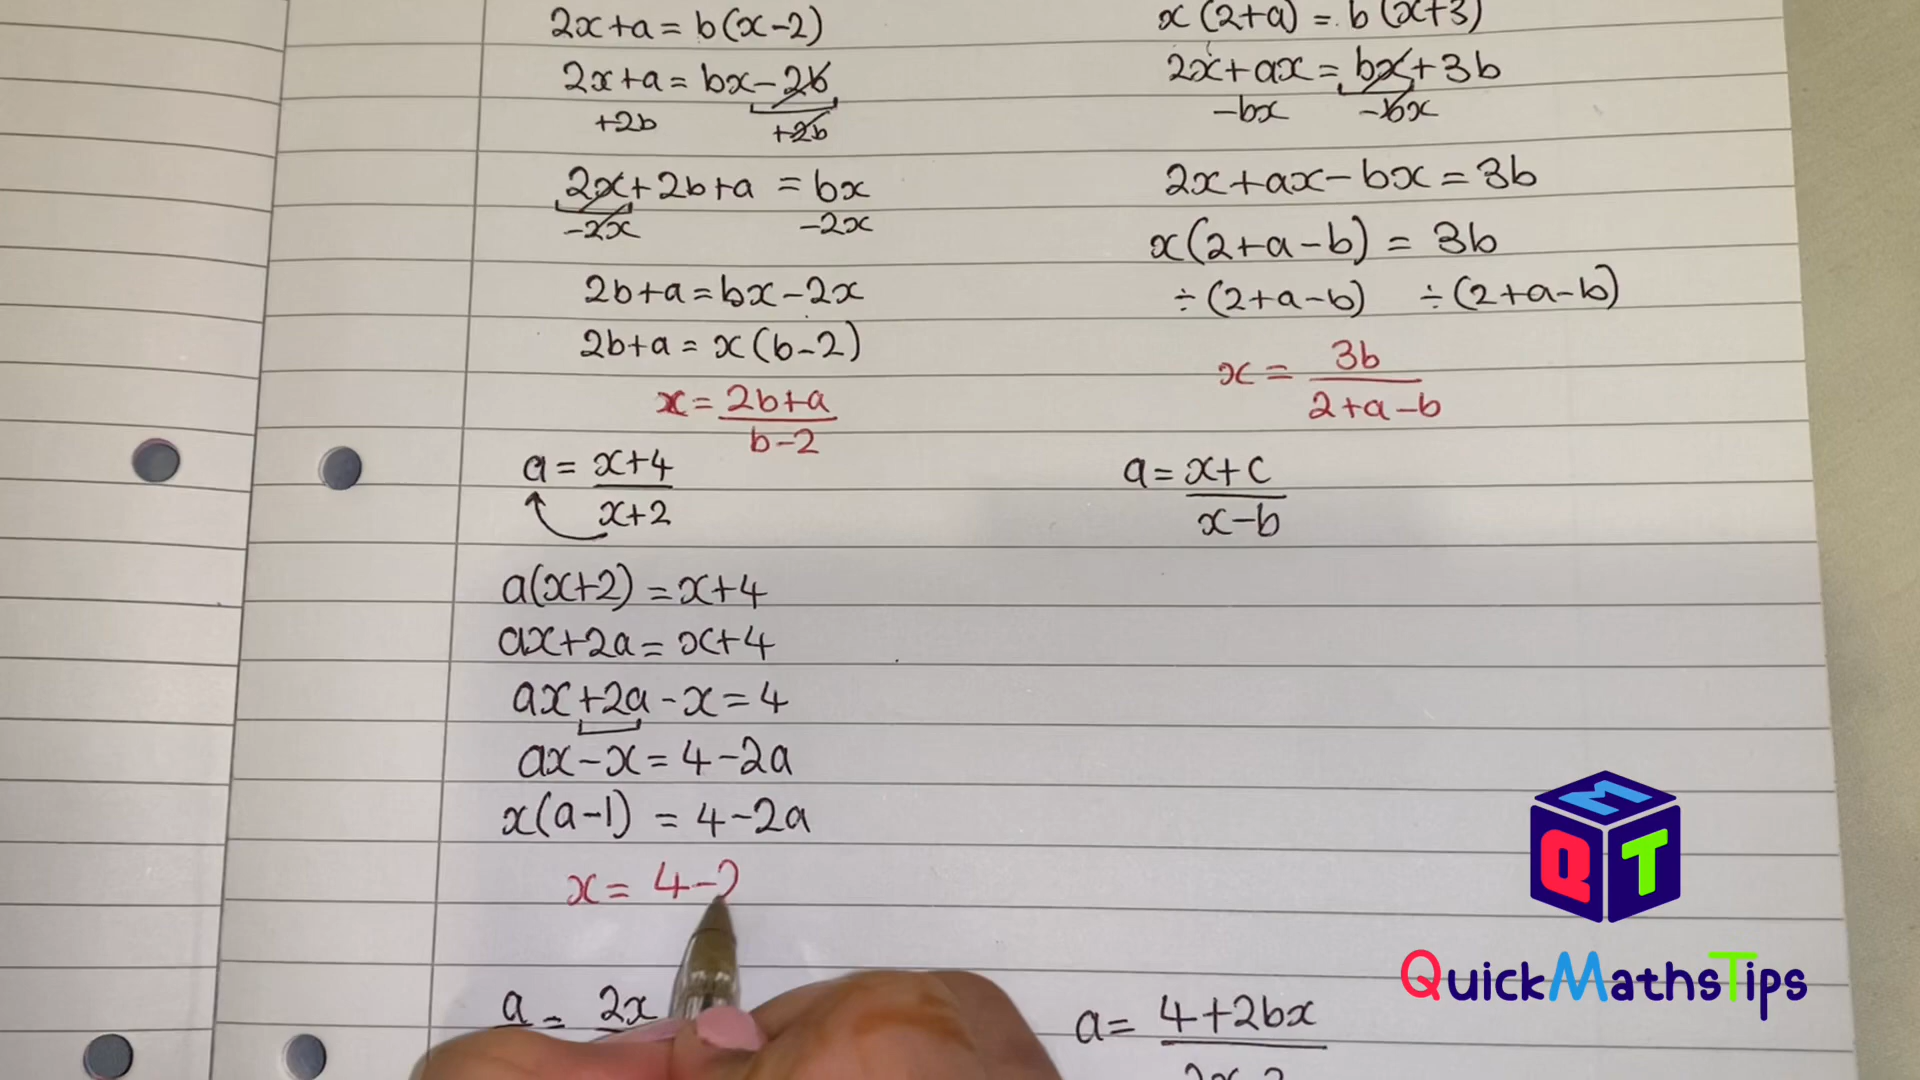 2x+a=b(x-2)
2x+a=bx-2b
+2b +2b
2x+2b+a=bx
-2x -2x
2b+a=bx-2x
2b+a=x(b-2)
x=2b+a
b-2
x(2+a)=b(x+3)
2x+ax=bx+3b
-bx -bx
2x+ax-bx=3b
x(2+a-b)=3b
÷(2+a-b) ÷(2+a-b)
x=3b
2+a-b
a=x+4
x+2
a(x+2)=x+4
ax+2a=x+4
ax+2a-x=4
ax-x=4-2a
x(a-1)=4-2a
x=4-2
a=x+c
x-b
a=2x
a=4+2bx
QMT
QuickMathsTips